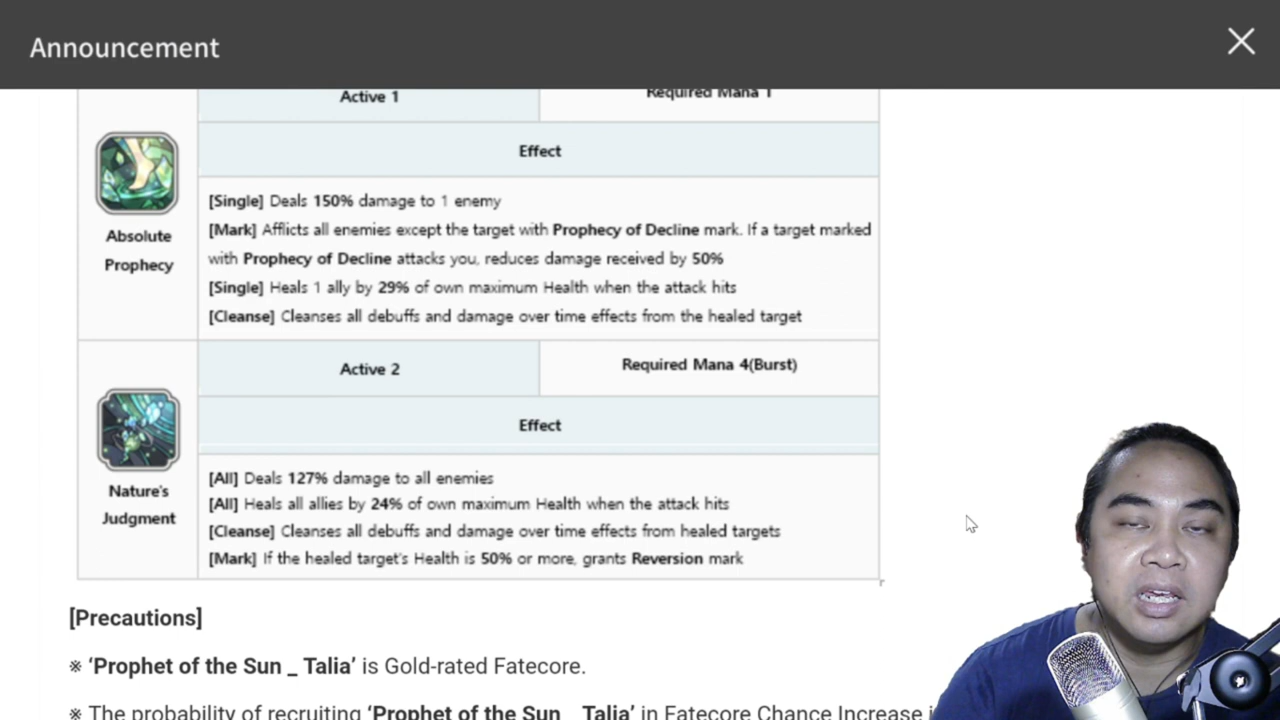 Announcement
Active 1
Required Mana 1
Effect
Absolute
Prophecy
[Single] Deals 150% damage to 1 enemy
[Mark] Afflicts all enemies except the target with Prophecy of Decline mark. If a target marked
with Prophecy of Decline attacks you, reduces damage received by 50%
[Single] Heals 1 ally by 29% of own maximum Health when the attack hits
[Cleanse] Cleanses all debuffs and damage over time effects from the healed target
Active 2
Required Mana 4(Burst)
Effect
Nature's
Judgment
[All] Deals 127% damage to all enemies
[All] Heals all allies by 24% of own maximum Health when the attack hits
[Cleanse] Cleanses all debuffs and damage over time effects from healed targets
[Mark] If the healed target's Health is 50% or more, grants Reversion mark
[Precautions]
※ ‘Prophet of the Sun _ Talia’ is Gold-rated Fatecore.
※ The probability of recruiting ‘Prophet of the Sun _ Talia’ in Fatecore Chance Increase